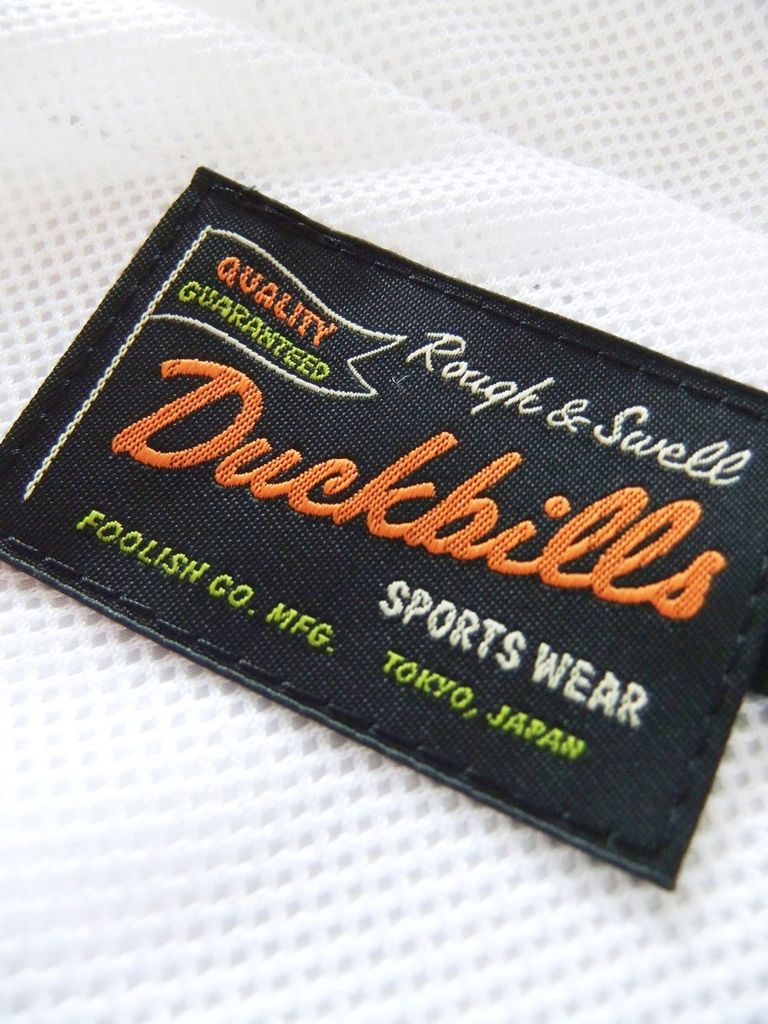 QUALITY
GUARANTEED
Rough & Swell
Duckbills
SPORTS WEAR
FOOLISH CO. MFG.
TOKYO, JAPAN